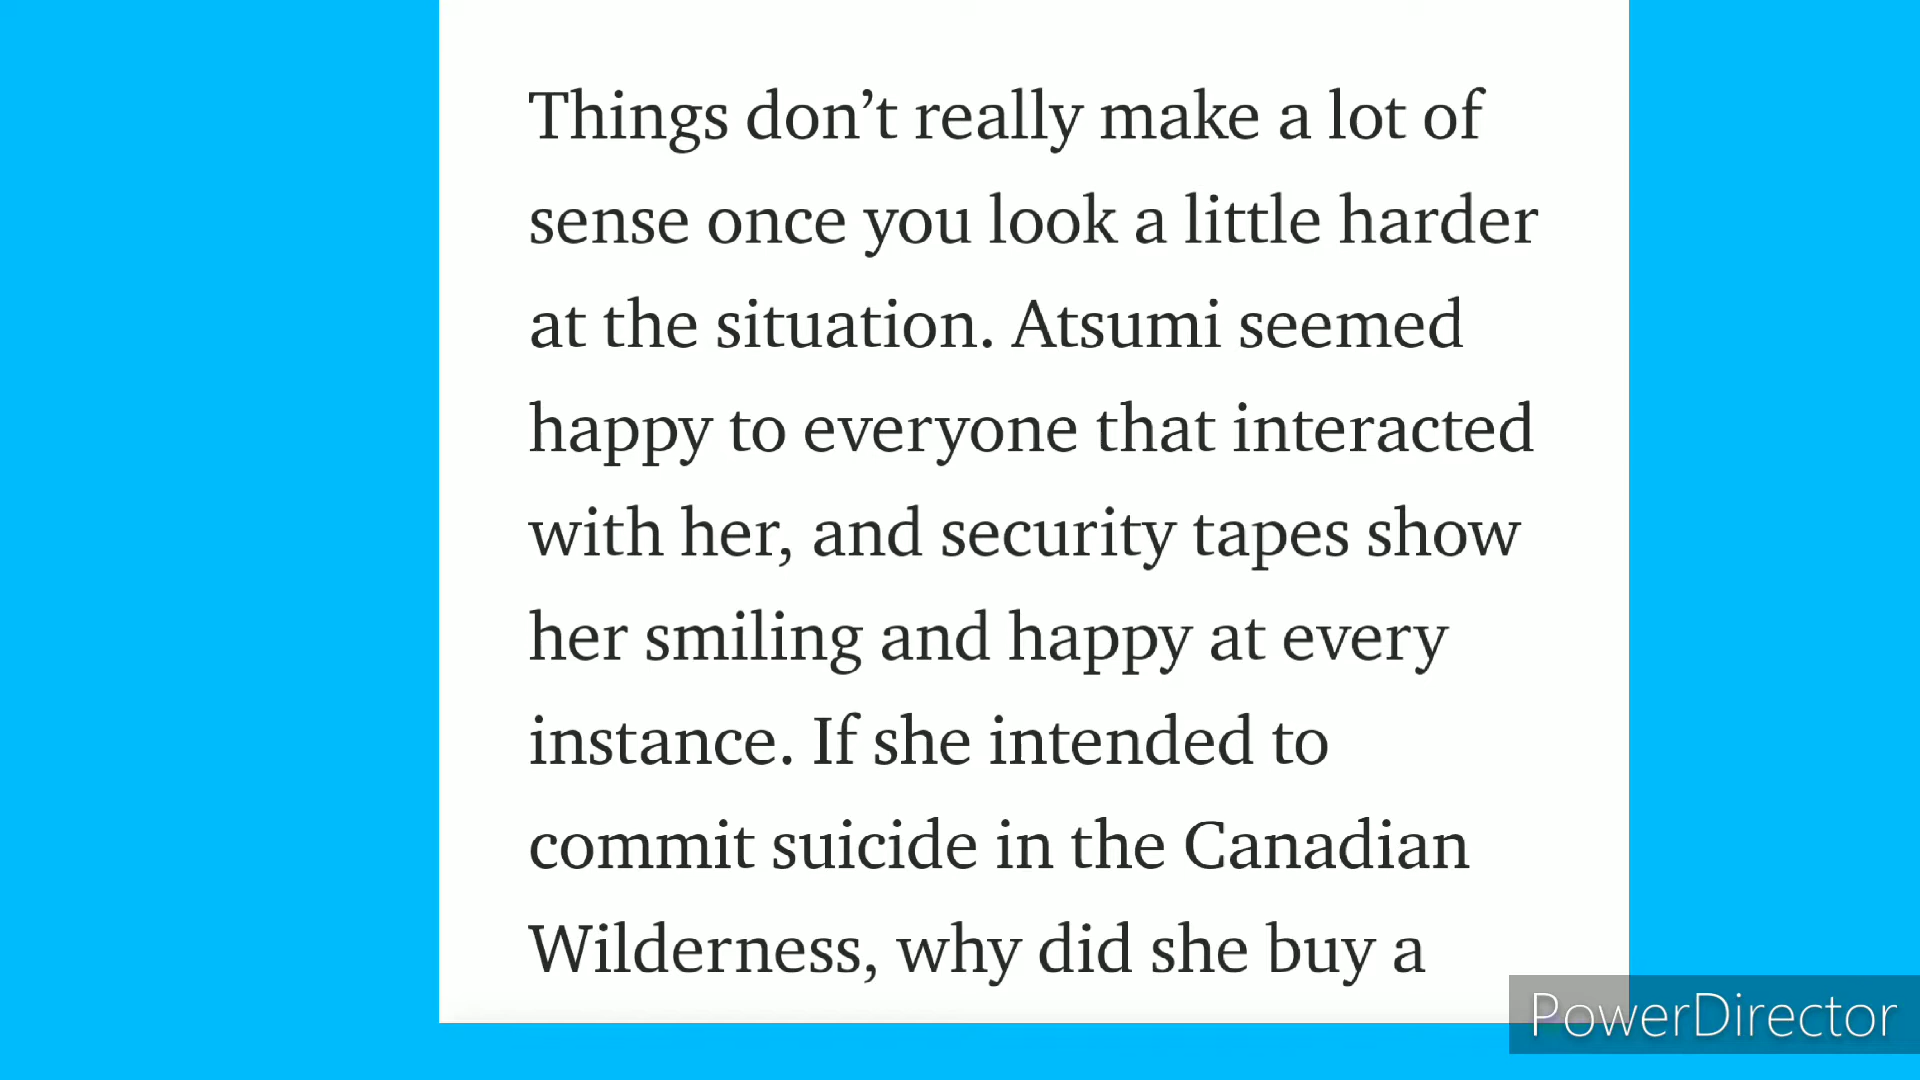 Things don’t really make a lot of
sense once you look a little harder
at the situation. Atsumi seemed
happy to everyone that interacted
with her, and security tapes show
her smiling and happy at every
instance. If she intended to
commit suicide in the Canadian
Wilderness, why did she buy a
PowerDirector